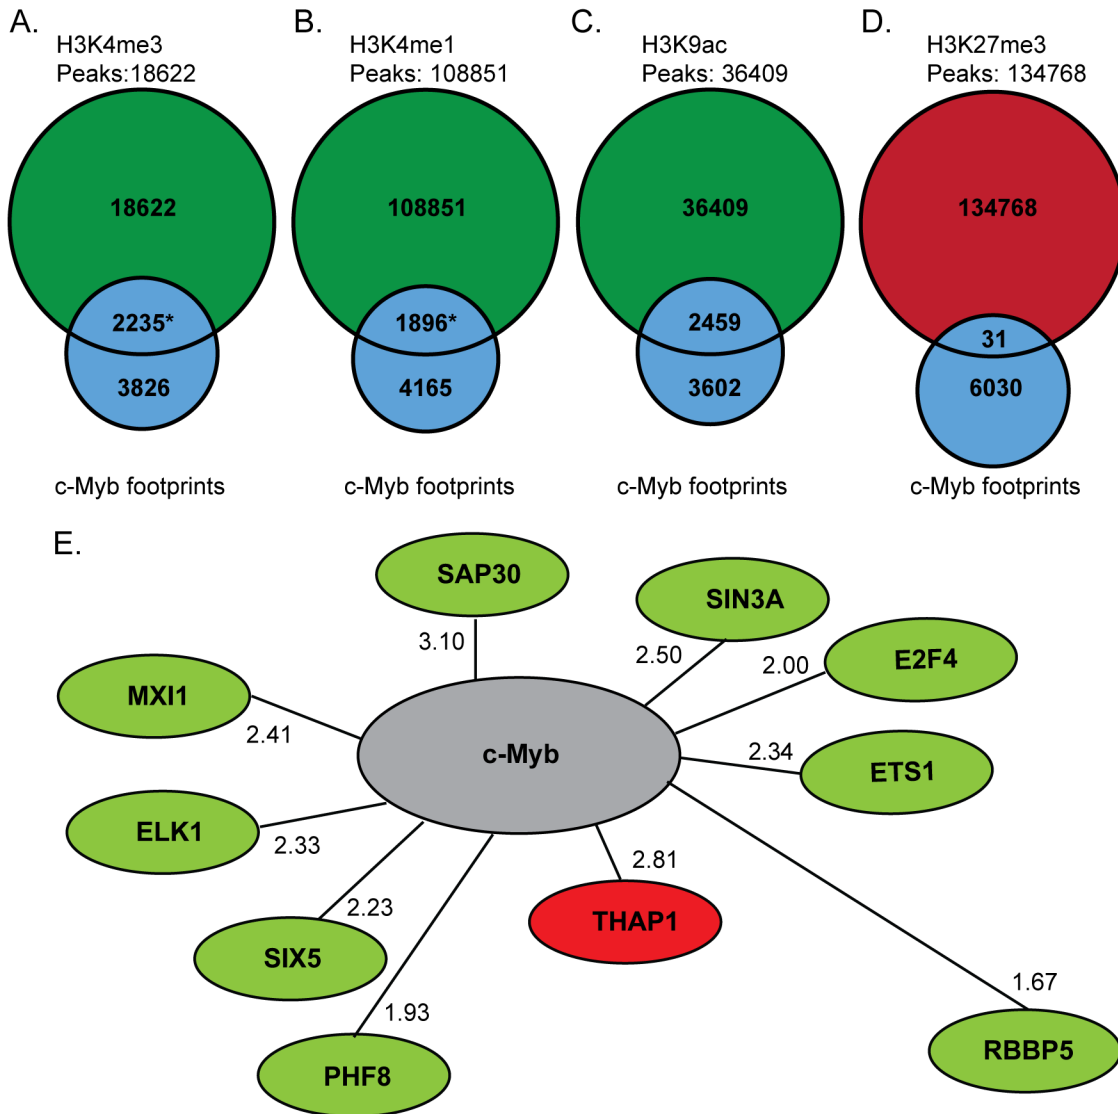 A.
H3K4me3
Peaks:18622
18622
2235*
3826
c-Myb footprints
B.
H3K4me1
Peaks: 108851
108851
1896*
4165
c-Myb footprints
C.
H3K9ac
Peaks: 36409
36409
2459
3602
c-Myb footprints
D.
H3K27me3
Peaks: 134768
134768
31
6030
c-Myb footprints
E.
SAP30
3.10
SIN3A
2.50
E2F4
2.00
MXI1
2.41
c-Myb
ETS1
2.34
ELK1
2.33
SIX5
2.23
THAP1
2.81
PHF8
1.93
RBBP5
1.67